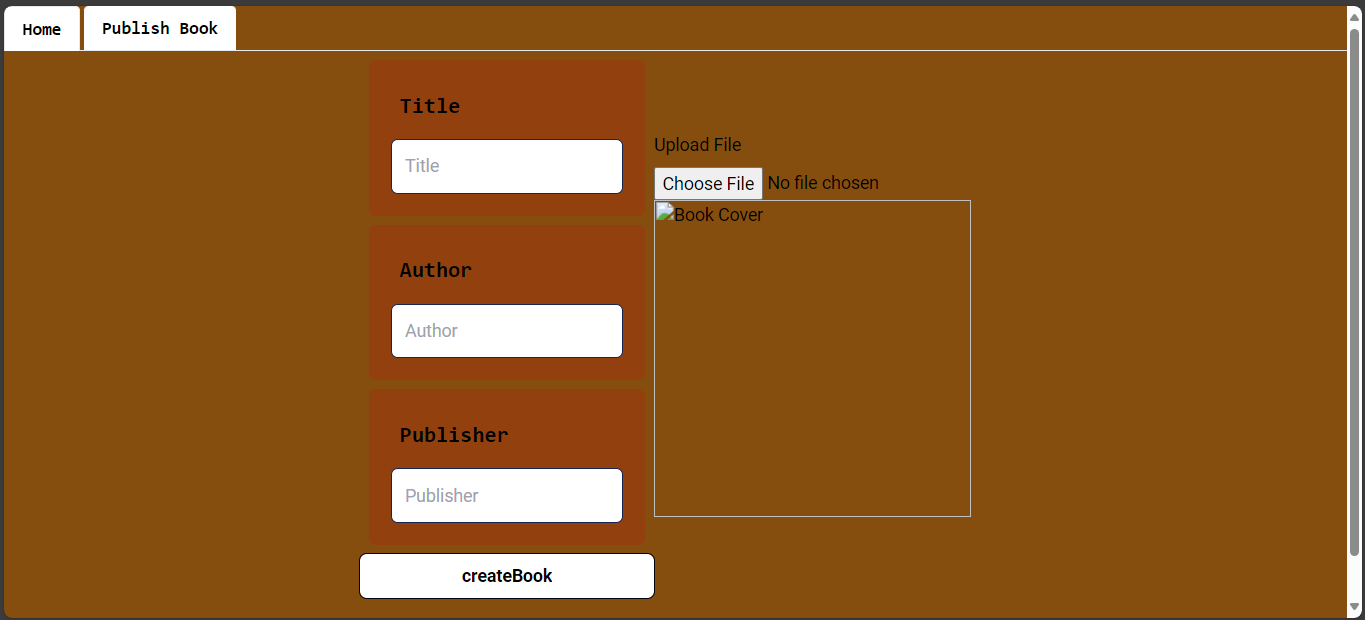 Home
Publish Book
Title
Title
Author
Author
Publisher
Publisher
createBook
Upload File
Choose File No file chosen
Book Cover